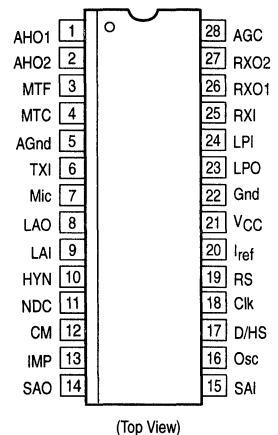 AHO1 1 28 AGC
AHO2 2 27 RXO2
MTF 3 26 RXO1
MTC 4 25 RXI
AGnd 5 24 LPI
TXI 6 23 LPO
Mic 7 22 Gnd
LAO 8 21 VCC
LAI 9 20 Iref
HYN 10 19 RS
NDC 11 18 Clk
CM 12 17 D/HS
IMP 13 16 Osc
SAO 14 15 SAI
(Top View)